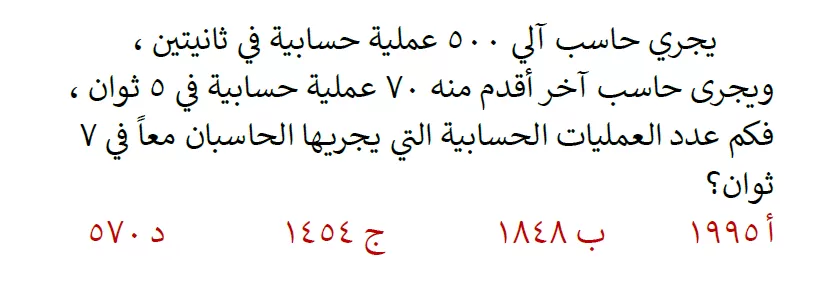 يجري حاسب آلي ٥٠٠ عملية حسابية في ثانيتين ،
ويجرى حاسب آخر أقدم منه ٧٠ عملية حسابية في ٥ ثوان ،
فكم عدد العمليات الحسابية التي يجريها الحاسبان معاً في ٧
ثوان؟
أ ١٩٩٥ ب ١٨٤٨ ج ١٤٥٤ د ٥٧٠